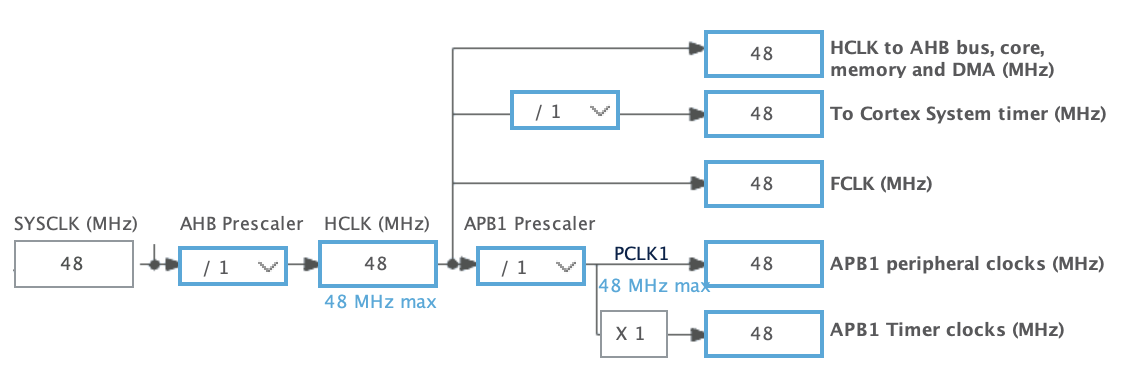 48
HCLK to AHB bus, core,
memory and DMA (MHz)
/ 1
48
To Cortex System timer (MHz)
48
FCLK (MHz)
SYSCLK (MHz)
AHB Prescaler
HCLK (MHz)
APB1 Prescaler
48
/ 1
48
/ 1
PCLK1
48
APB1 peripheral clocks (MHz)
48 MHz max
48 MHz max
X 1
48
APB1 Timer clocks (MHz)